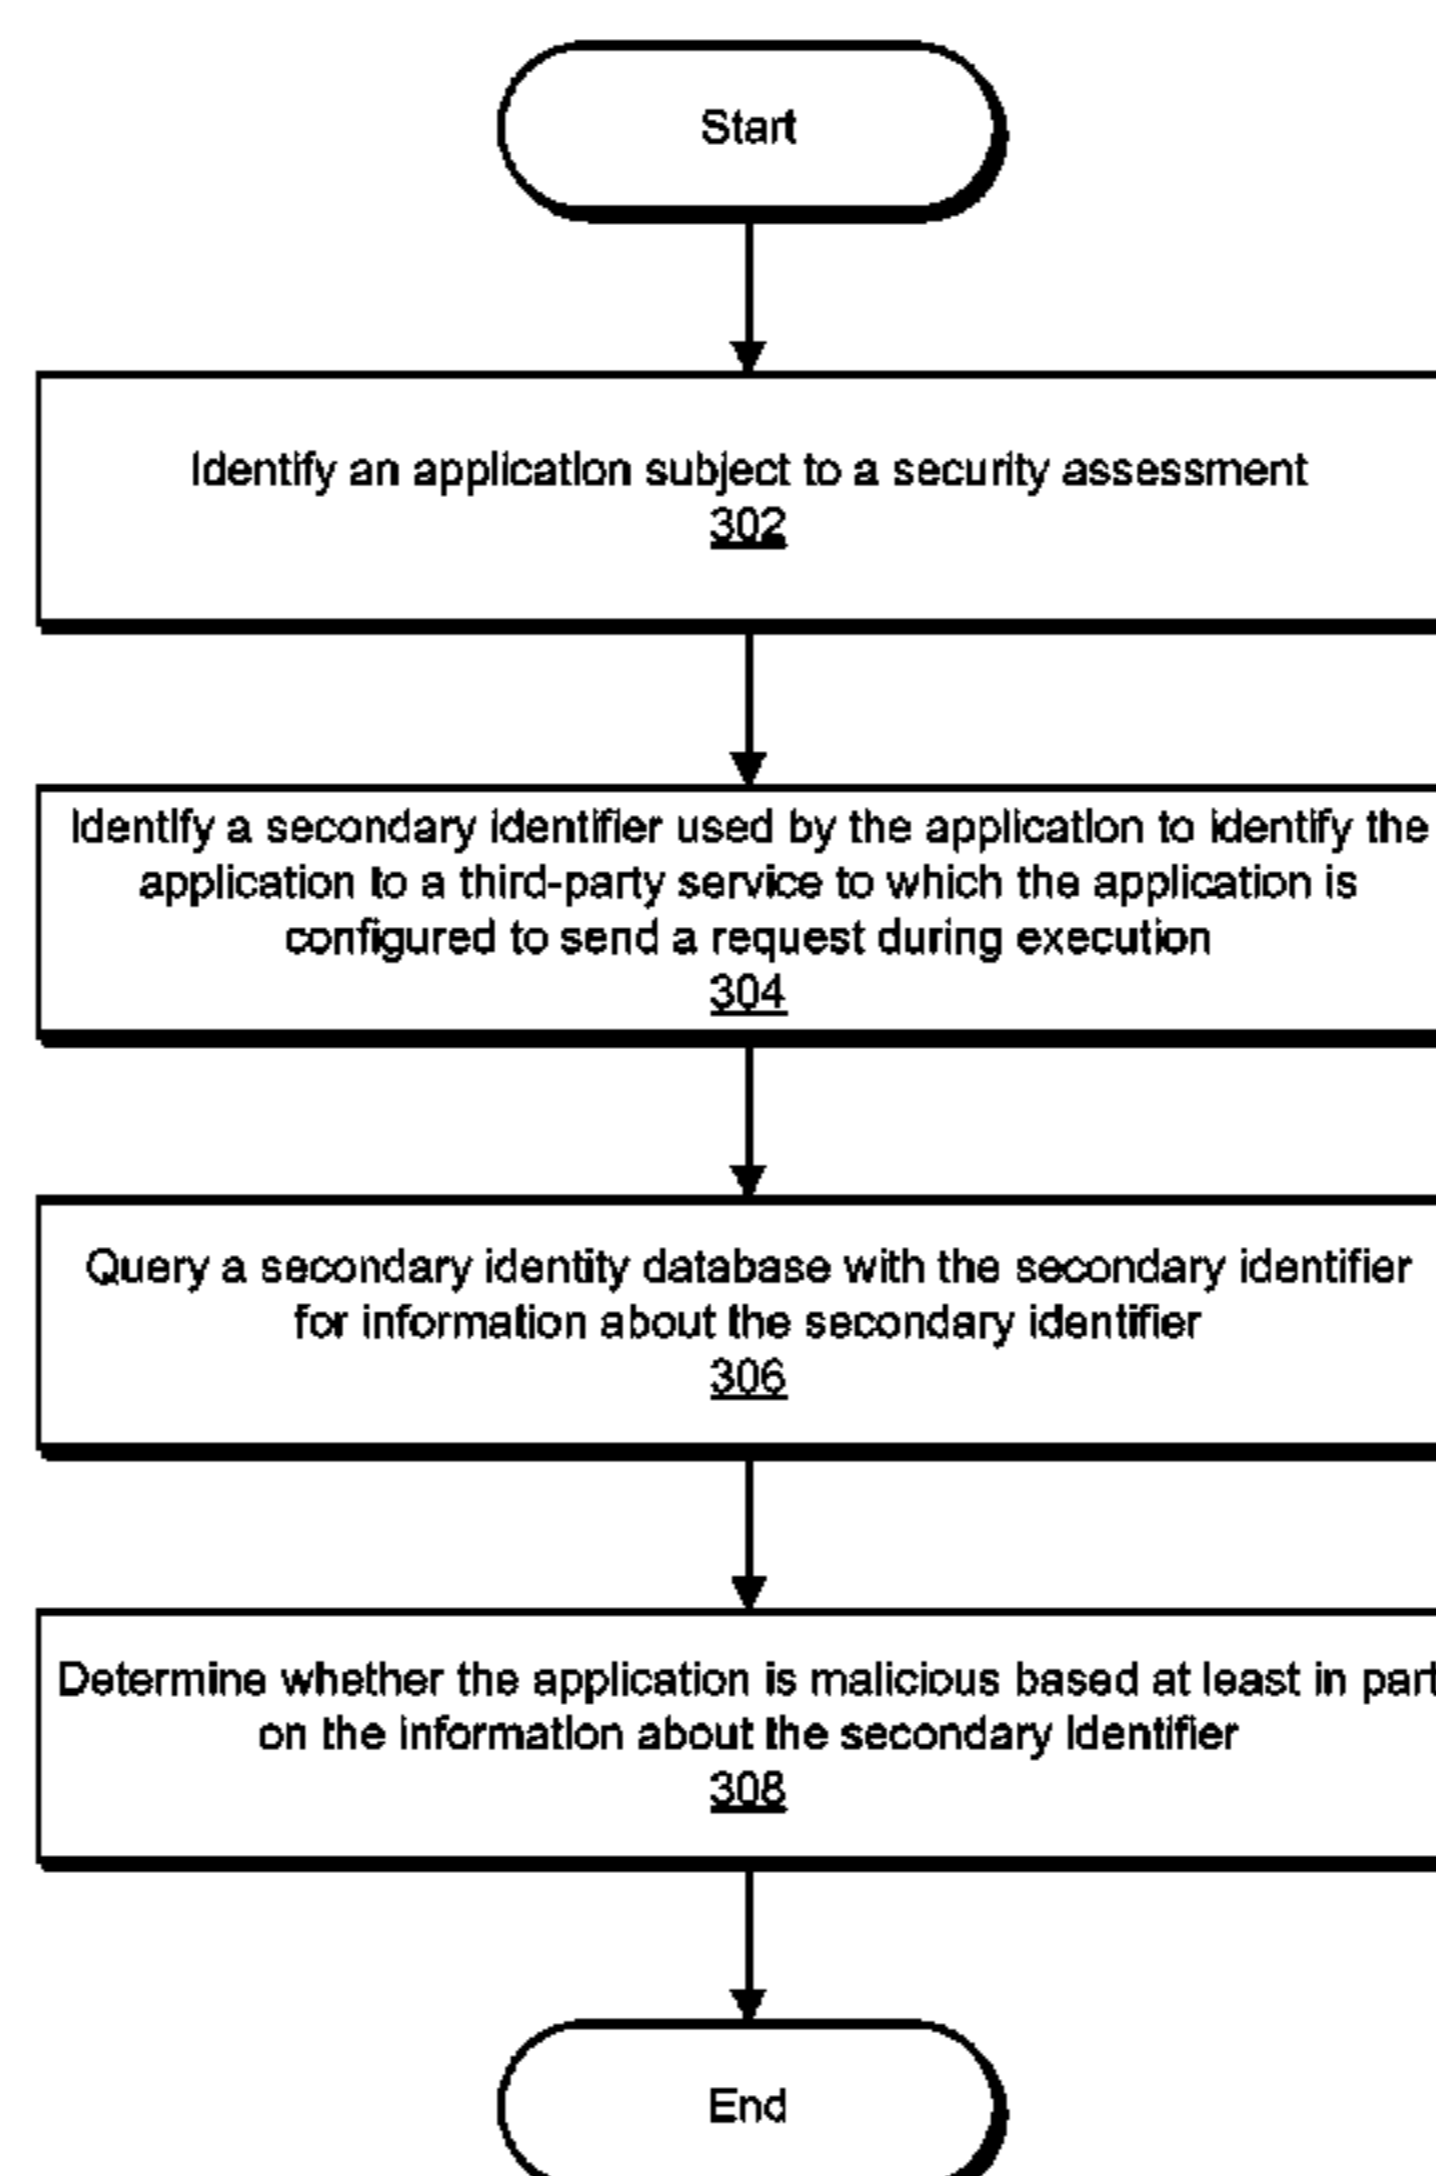 Start
Identify an application subject to a security assessment
302
Identify a secondary identifier used by the application to identify the
application to a third-party service to which the application is
configured to send a request during execution
304
Query a secondary identity database with the secondary identifier
for information about the secondary identifier
306
Determine whether the application is malicious based at least in part
on the information about the secondary identifier
308
End